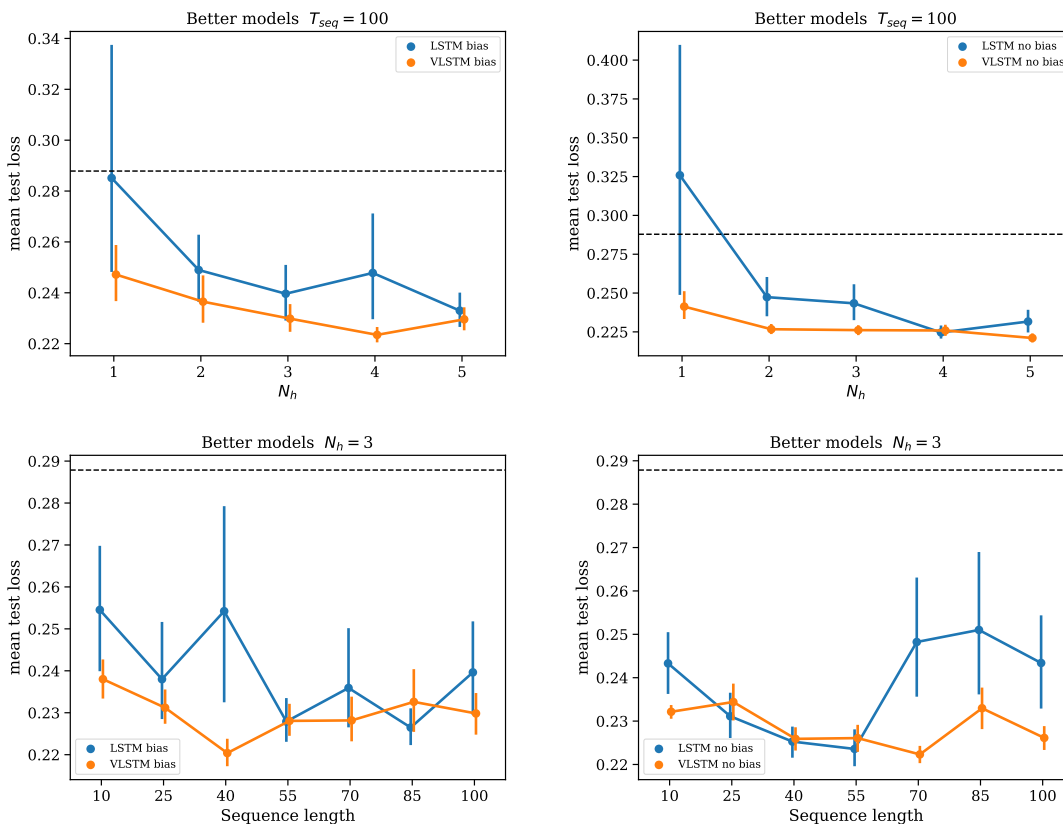 Better models T_seq = 100
LSTM bias
VLSTM bias
mean test loss
0.34
0.32
0.30
0.28
0.26
0.24
0.22
1 2 3 4 5
N_h
Better models T_seq = 100
LSTM no bias
VLSTM no bias
mean test loss
0.400
0.375
0.350
0.325
0.300
0.275
0.250
0.225
1 2 3 4 5
N_h
Better models N_h = 3
mean test loss
0.29
0.28
0.27
0.26
0.25
0.24
0.23
0.22
LSTM bias
VLSTM bias
10 25 40 55 70 85 100
Sequence length
Better models N_h = 3
mean test loss
0.29
0.28
0.27
0.26
0.25
0.24
0.23
0.22
LSTM no bias
VLSTM no bias
10 25 40 55 70 85 100
Sequence length